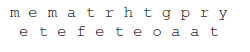 m e m a t r h t g p r y
e t e f e t e o a a t